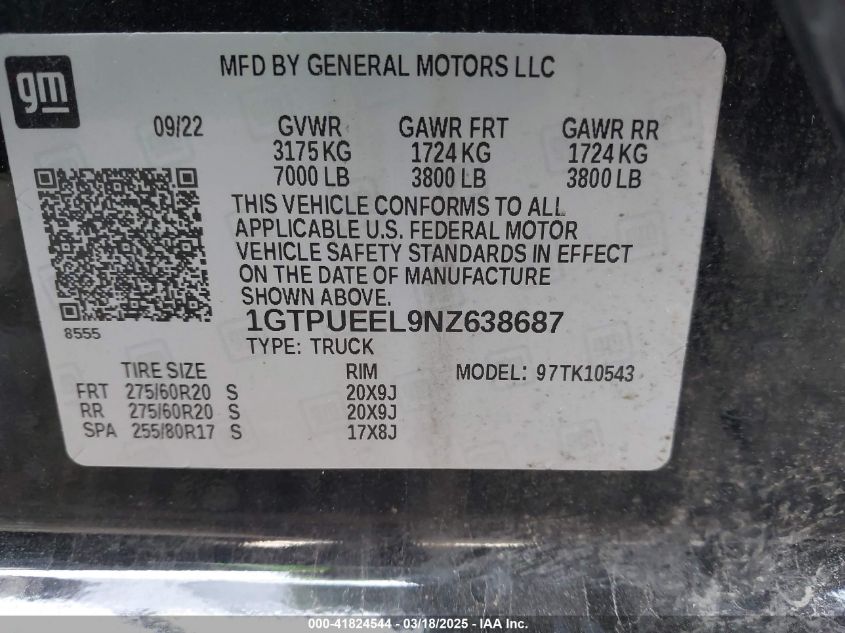 gm
MFD BY GENERAL MOTORS LLC
09/22 GVWR GAWR FRT GAWR RR
3175 KG 1724 KG 1724 KG
7000 LB 3800 LB 3800 LB
THIS VEHICLE CONFORMS TO ALL
APPLICABLE U.S. FEDERAL MOTOR
VEHICLE SAFETY STANDARDS IN EFFECT
ON THE DATE OF MANUFACTURE
SHOWN ABOVE.
8555
1GTPUEEL9NZ638687
TYPE: TRUCK
TIRE SIZE RIM MODEL: 97TK10543
FRT 275/60R20 S 20X9J
RR 275/60R20 S 20X9J
SPA 255/80R17 S 17X8J
000-41824544 - 03/18/2025 - IAA Inc.